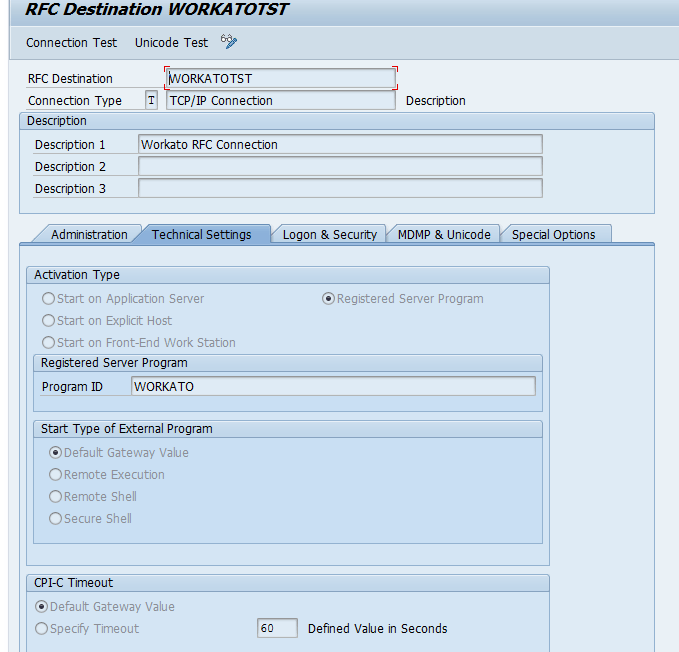 RFC Destination WORKATOTST
Connection Test Unicode Test
RFC Destination WORKATOTST
Connection Type T TCP/IP Connection Description
Description
Description 1 Workato RFC Connection
Description 2
Description 3
Administration Technical Settings Logon & Security MDMP & Unicode Special Options
Activation Type
Start on Application Server Registered Server Program
Start on Explicit Host
Start on Front-End Work Station
Registered Server Program
Program ID WORKATO
Start Type of External Program
Default Gateway Value
Remote Execution
Remote Shell
Secure Shell
CPI-C Timeout
Default Gateway Value
Specify Timeout 60 Defined Value in Seconds